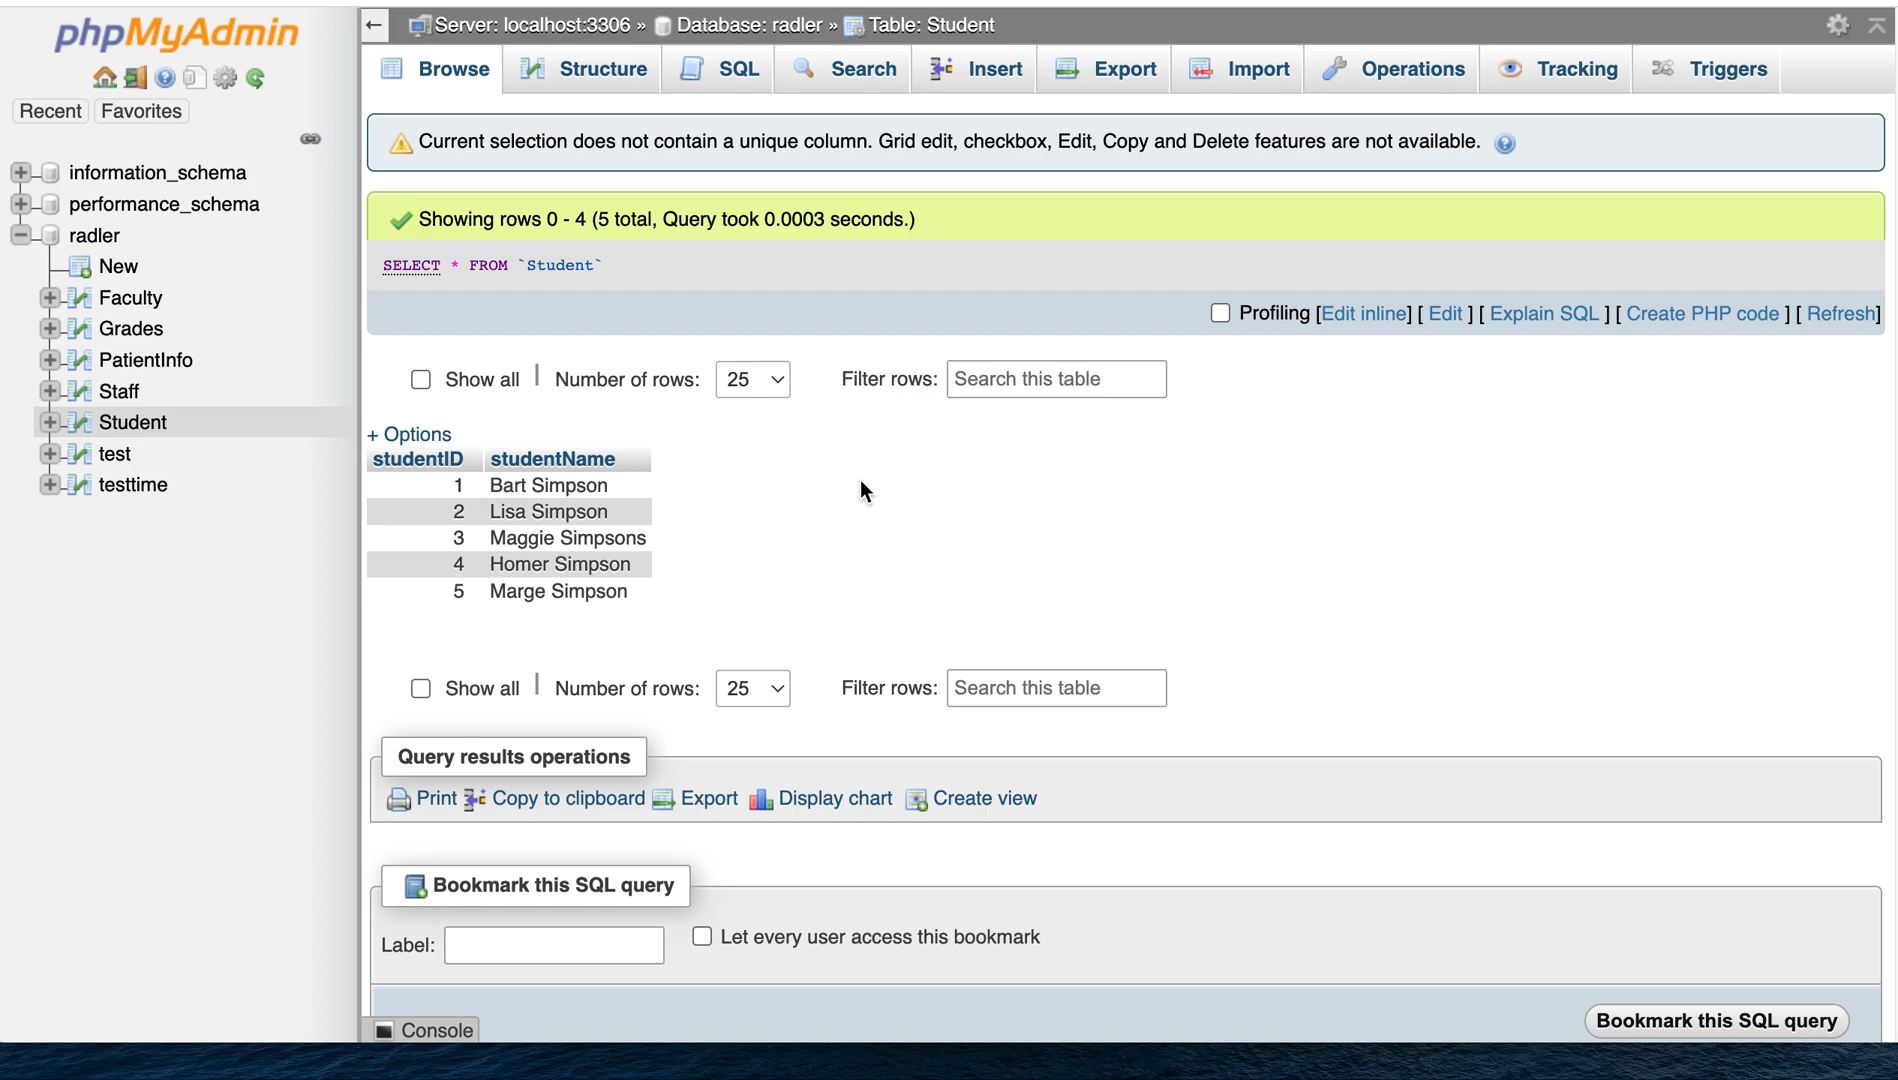 phpMyAdmin
Recent Favorites
information_schema
performance_schema
radler
New
Faculty
Grades
PatientInfo
Staff
Student
test
testtime
Server: localhost:3306 » Database: radler » Table: Student
Browse Structure SQL Search Insert Export Import Operations Tracking Triggers
Current selection does not contain a unique column. Grid edit, checkbox, Edit, Copy and Delete features are not available.
Showing rows 0 - 4 (5 total, Query took 0.0003 seconds.)
SELECT * FROM `Student`
Profiling [Edit inline] [ Edit ] [ Explain SQL ] [ Create PHP code ] [ Refresh]
Show all | Number of rows: 25 Filter rows: Search this table
+ Options
studentID studentName
1 Bart Simpson
2 Lisa Simpson
3 Maggie Simpsons
4 Homer Simpson
5 Marge Simpson
Show all | Number of rows: 25 Filter rows: Search this table
Query results operations
Print Copy to clipboard Export Display chart Create view
Bookmark this SQL query
Label: Let every user access this bookmark
Bookmark this SQL query
Console